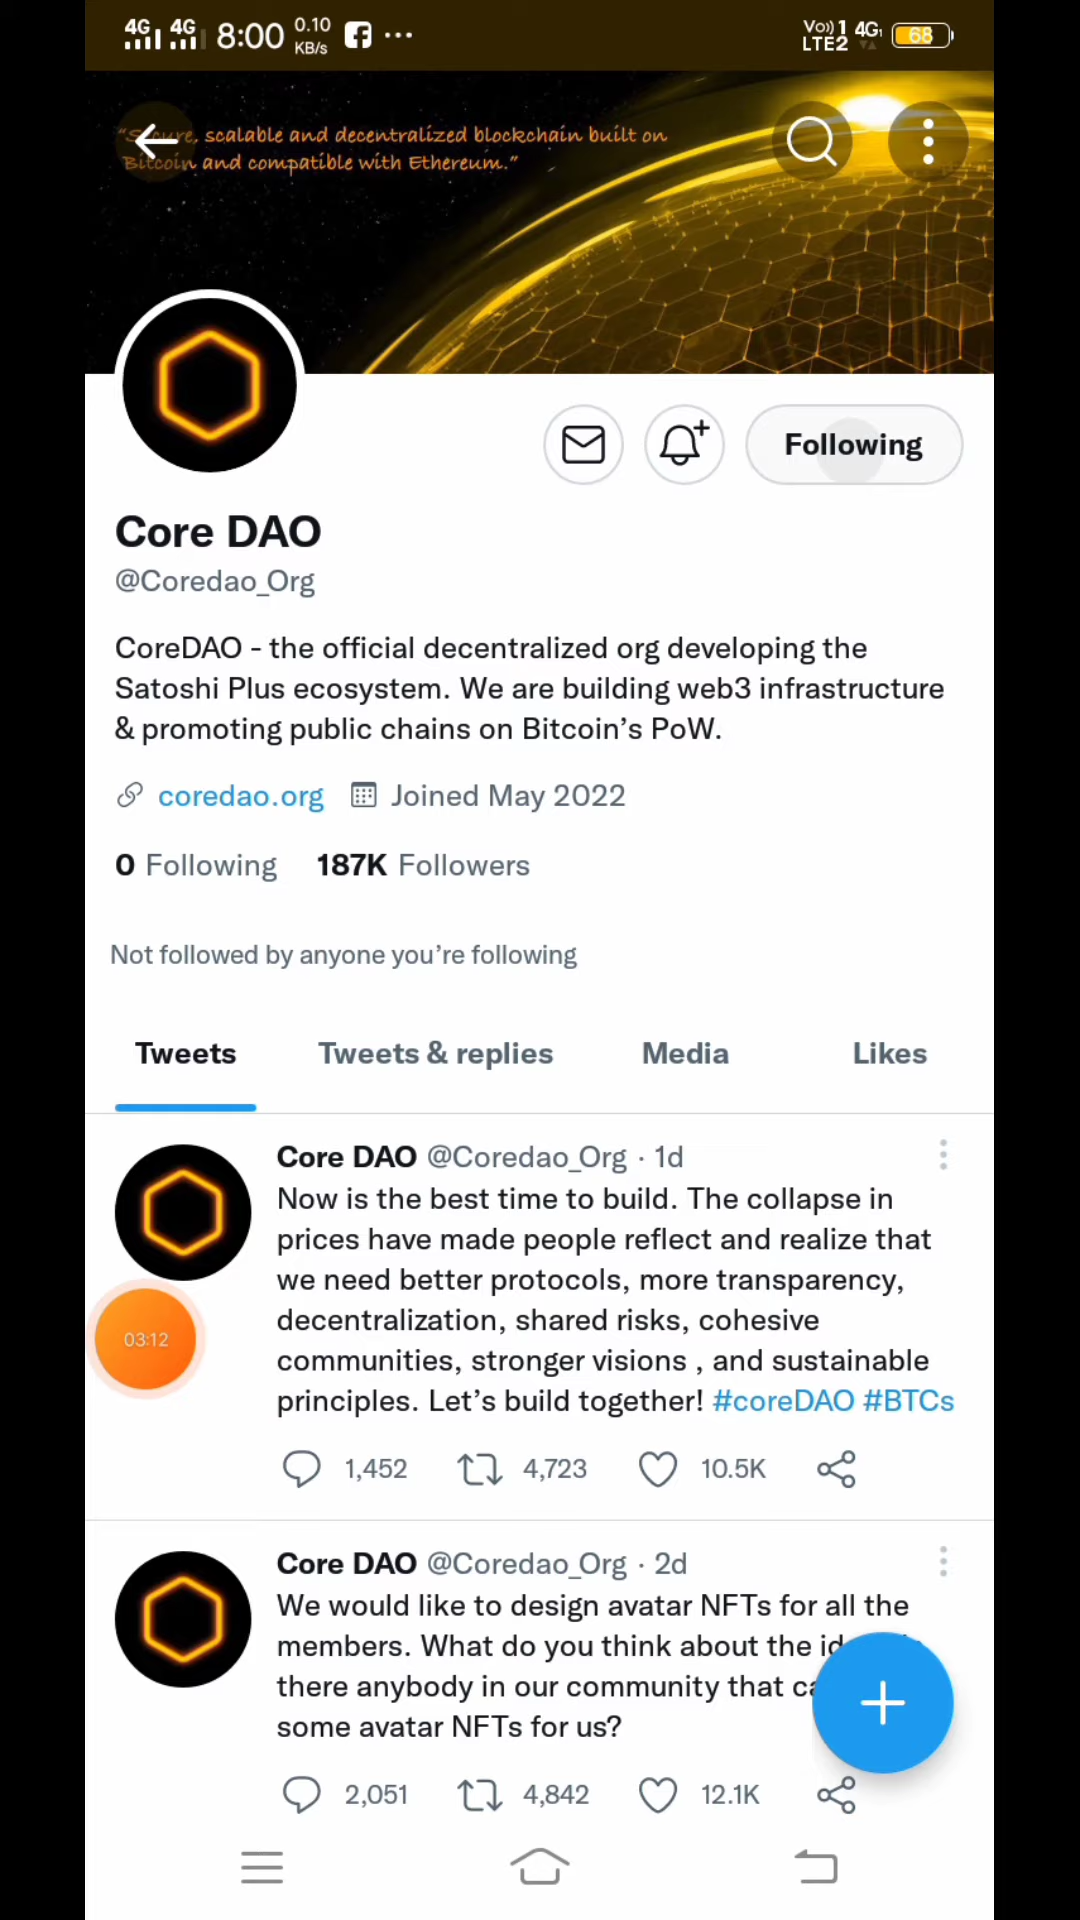 4G 4G 8:00 0.10 KB/s Vo) 1 4G LTE2 68
"Secure, scalable and decentralized blockchain built on
Bitcoin and compatible with Ethereum."
Following
Core DAO
@Coredao_Org
CoreDAO - the official decentralized org developing the
Satoshi Plus ecosystem. We are building web3 infrastructure
& promoting public chains on Bitcoin's PoW.
coredao.org Joined May 2022
0 Following 187K Followers
Not followed by anyone you're following
Tweets Tweets & replies Media Likes
Core DAO @Coredao_Org · 1d
Now is the best time to build. The collapse in
prices have made people reflect and realize that
we need better protocols, more transparency,
decentralization, shared risks, cohesive
communities, stronger visions , and sustainable
principles. Let's build together! #coreDAO #BTCs
03:12
1,452 4,723 10.5K
Core DAO @Coredao_Org · 2d
We would like to design avatar NFTs for all the
members. What do you think about the
there anybody in our community that
some avatar NFTs for us?
2,051 4,842 12.1K